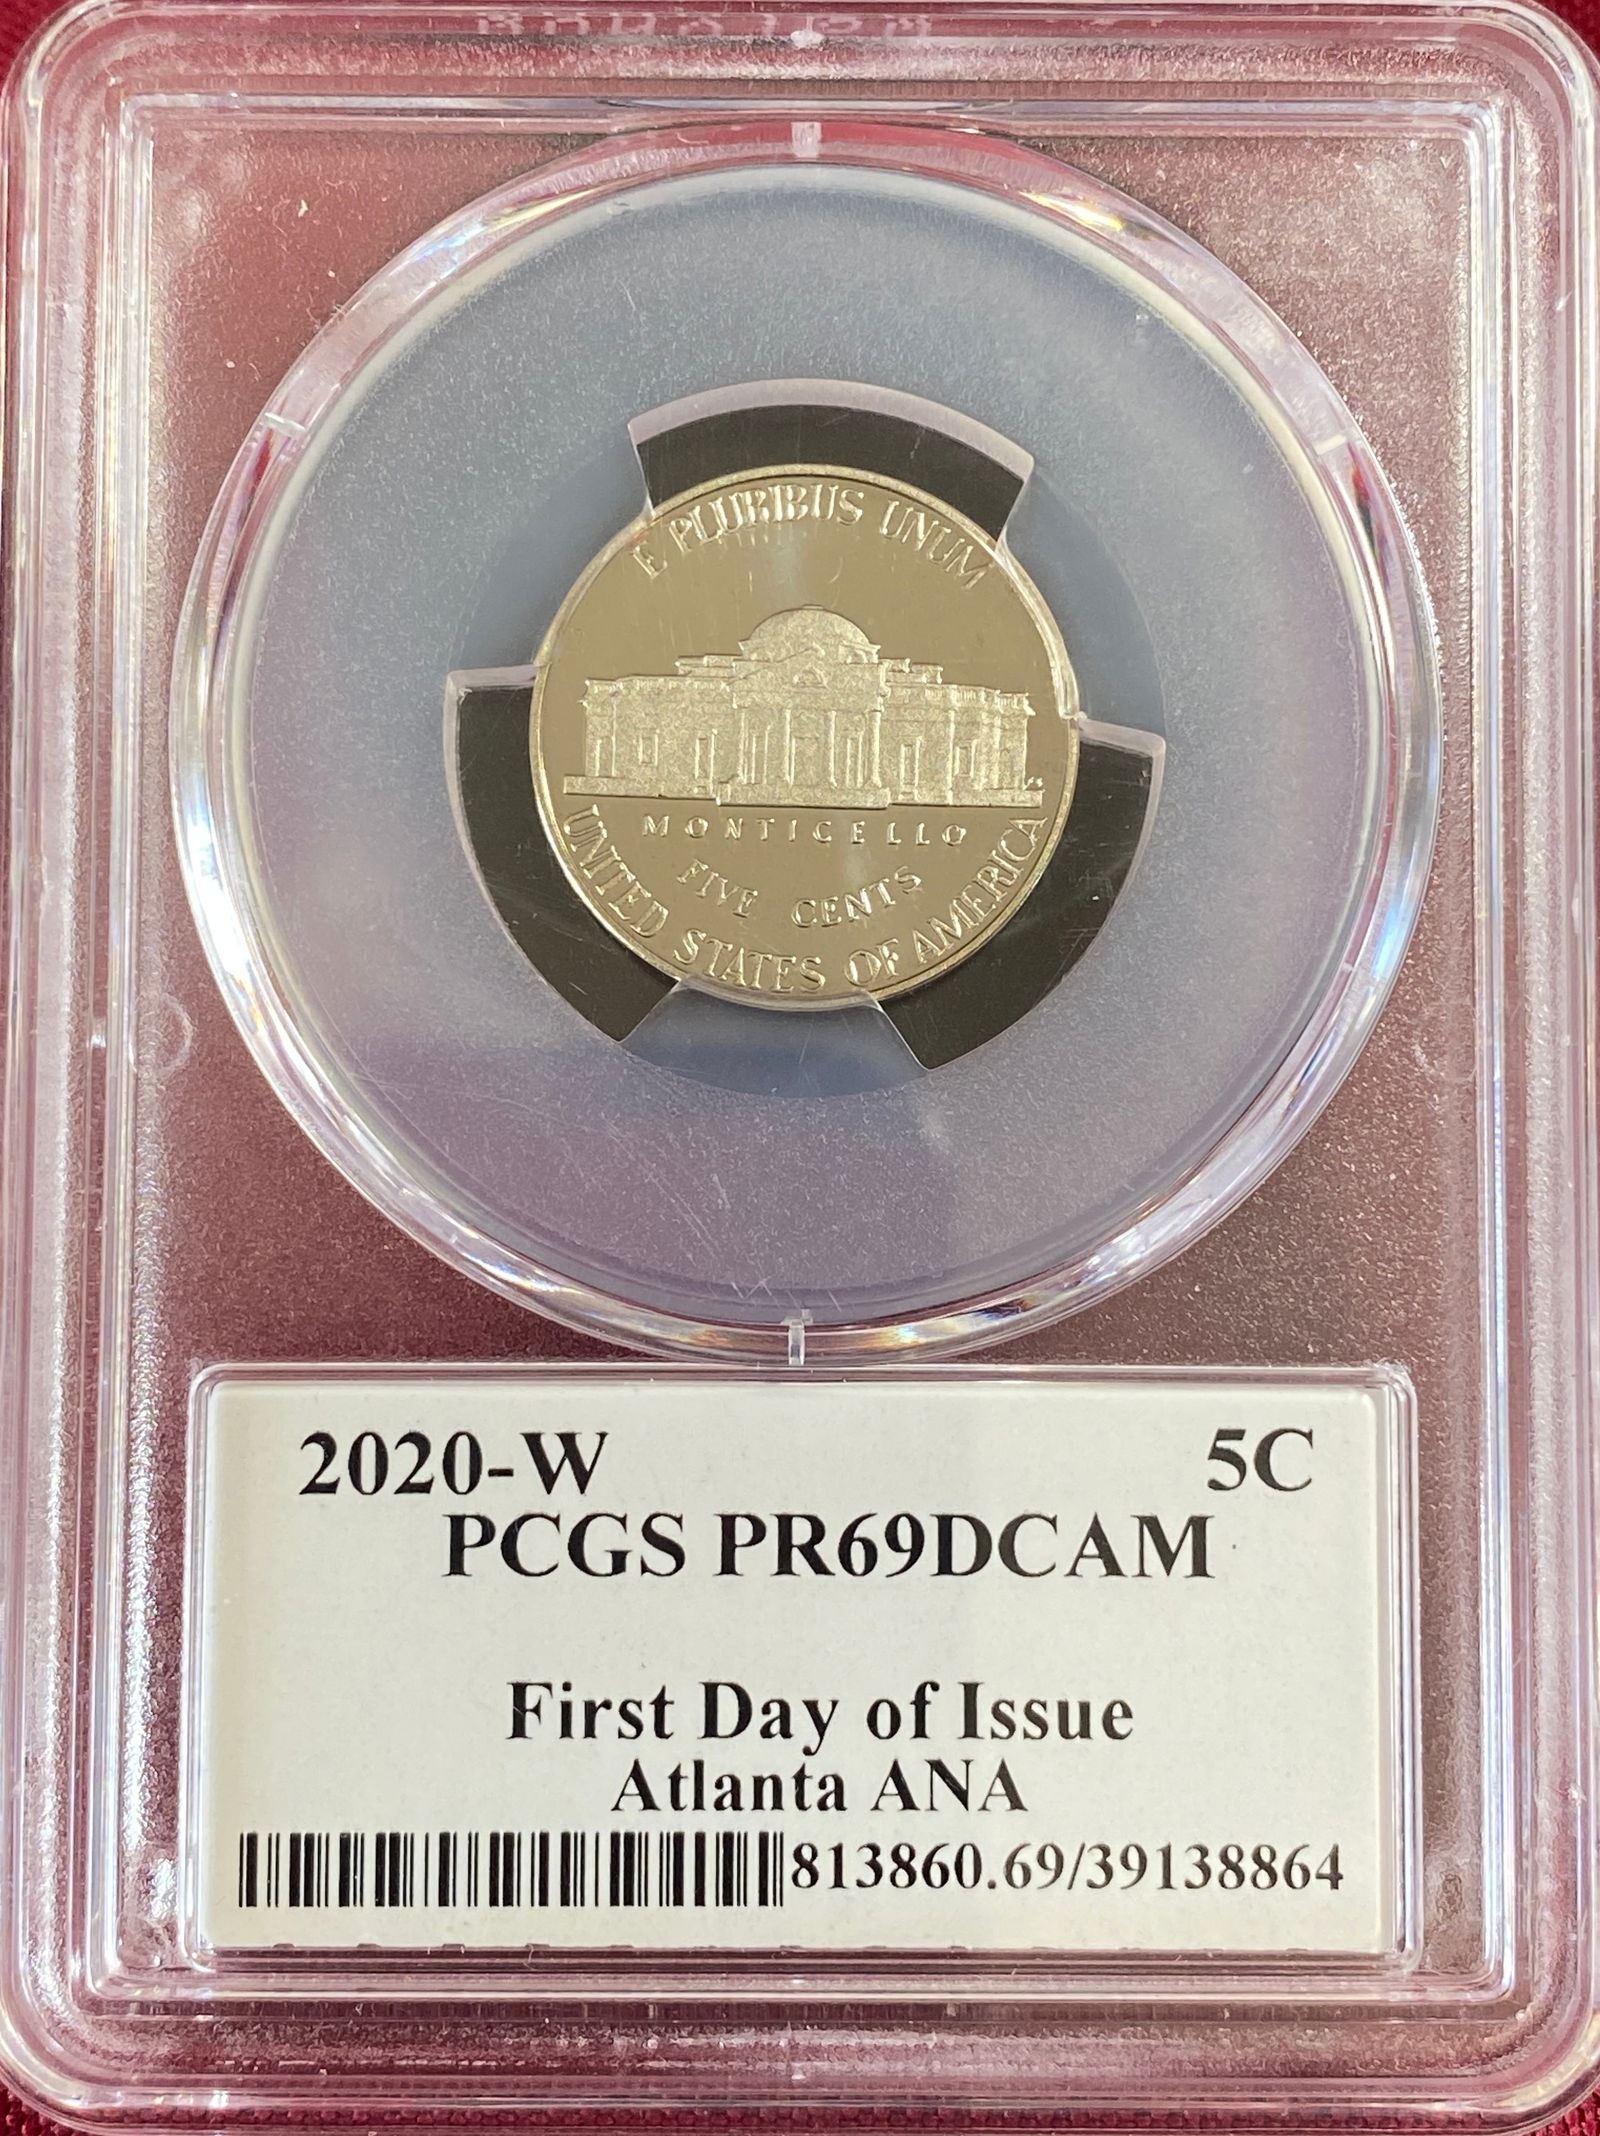 E PLURIBUS UNUM
MONTICELLO
FIVE CENTS
UNITED STATES OF AMERICA
2020-W 5C
PCGS PR69DCAM
First Day of Issue
Atlanta ANA
813860.69/39138864